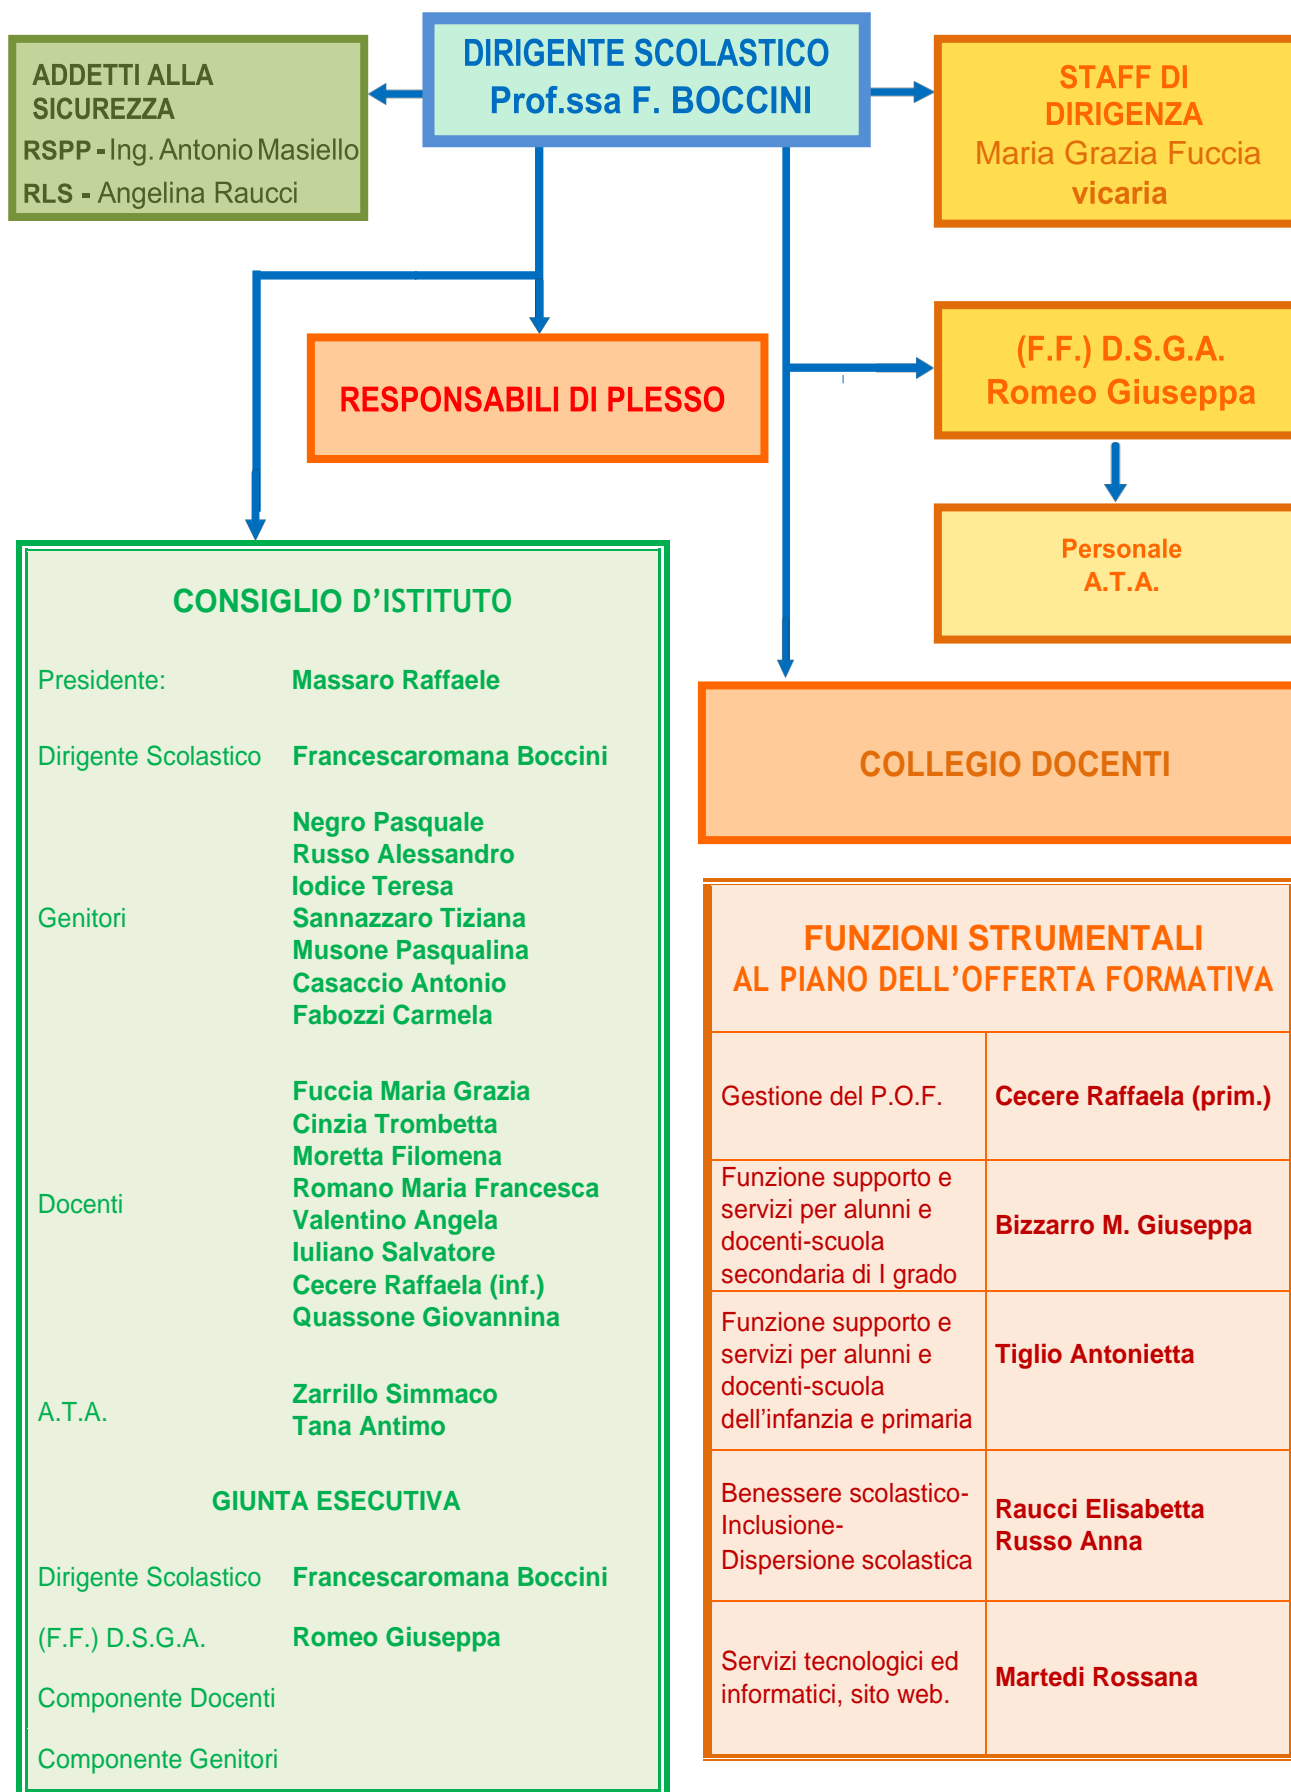 DIRIGENTE SCOLASTICO
Prof.ssa F. BOCCINI
ADDETTI ALLA
SICUREZZA
RSPP - Ing. Antonio Masiello
RLS - Angelina Raucci
STAFF DI
DIRIGENZA
Maria Grazia Fuccia
vicaria
(F.F.) D.S.G.A.
Romeo Giuseppa
RESPONSABILI DI PLESSO
Personale
A.T.A.
CONSIGLIO D’ISTITUTO
Presidente: Massaro Raffaele
Dirigente Scolastico Francescaromana Boccini
Genitori
Negro Pasquale
Russo Alessandro
Iodice Teresa
Sannazzaro Tiziana
Musone Pasqualina
Casaccio Antonio
Fabozzi Carmela
Docenti
Fuccia Maria Grazia
Cinzia Trombetta
Moretta Filomena
Romano Maria Francesca
Valentino Angela
Iuliano Salvatore
Cecere Raffaela (inf.)
Quassone Giovannina
A.T.A.
Zarrillo Simmaco
Tana Antimo
GIUNTA ESECUTIVA
Dirigente Scolastico Francescaromana Boccini
(F.F.) D.S.G.A. Romeo Giuseppa
Componente Docenti
Componente Genitori
COLLEGIO DOCENTI
FUNZIONI STRUMENTALI
AL PIANO DELL’OFFERTA FORMATIVA
Gestione del P.O.F. Cecere Raffaela (prim.)
Funzione supporto e
servizi per alunni e
docenti-scuola
secondaria di I grado
Bizzarro M. Giuseppa
Funzione supporto e
servizi per alunni e
docenti-scuola
dell’infanzia e primaria
Tiglio Antonietta
Benessere scolastico-
Inclusione-
Dispersione scolastica
Raucci Elisabetta
Russo Anna
Servizi tecnologici ed
informatici, sito web.
Martedi Rossana